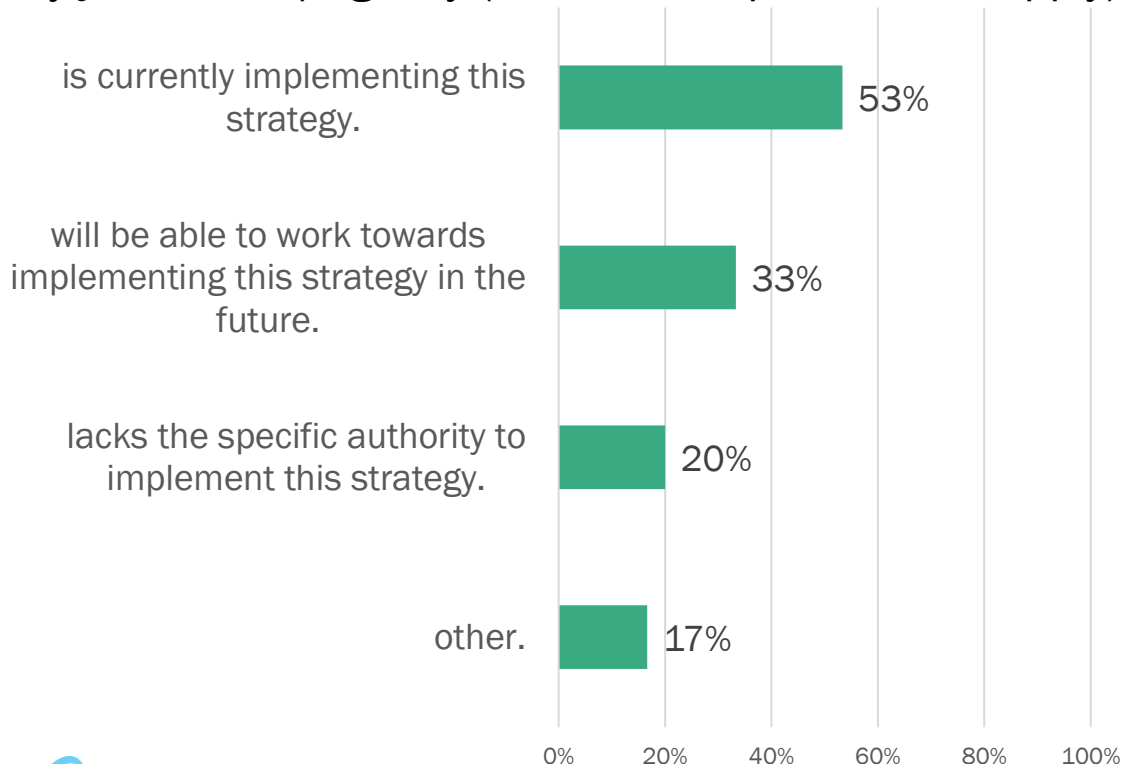 is currently implementing this
strategy.
53%
will be able to work towards
implementing this strategy in the
future.
33%
lacks the specific authority to
implement this strategy.
20%
other.
17%
0% 20% 40% 60% 80% 100%